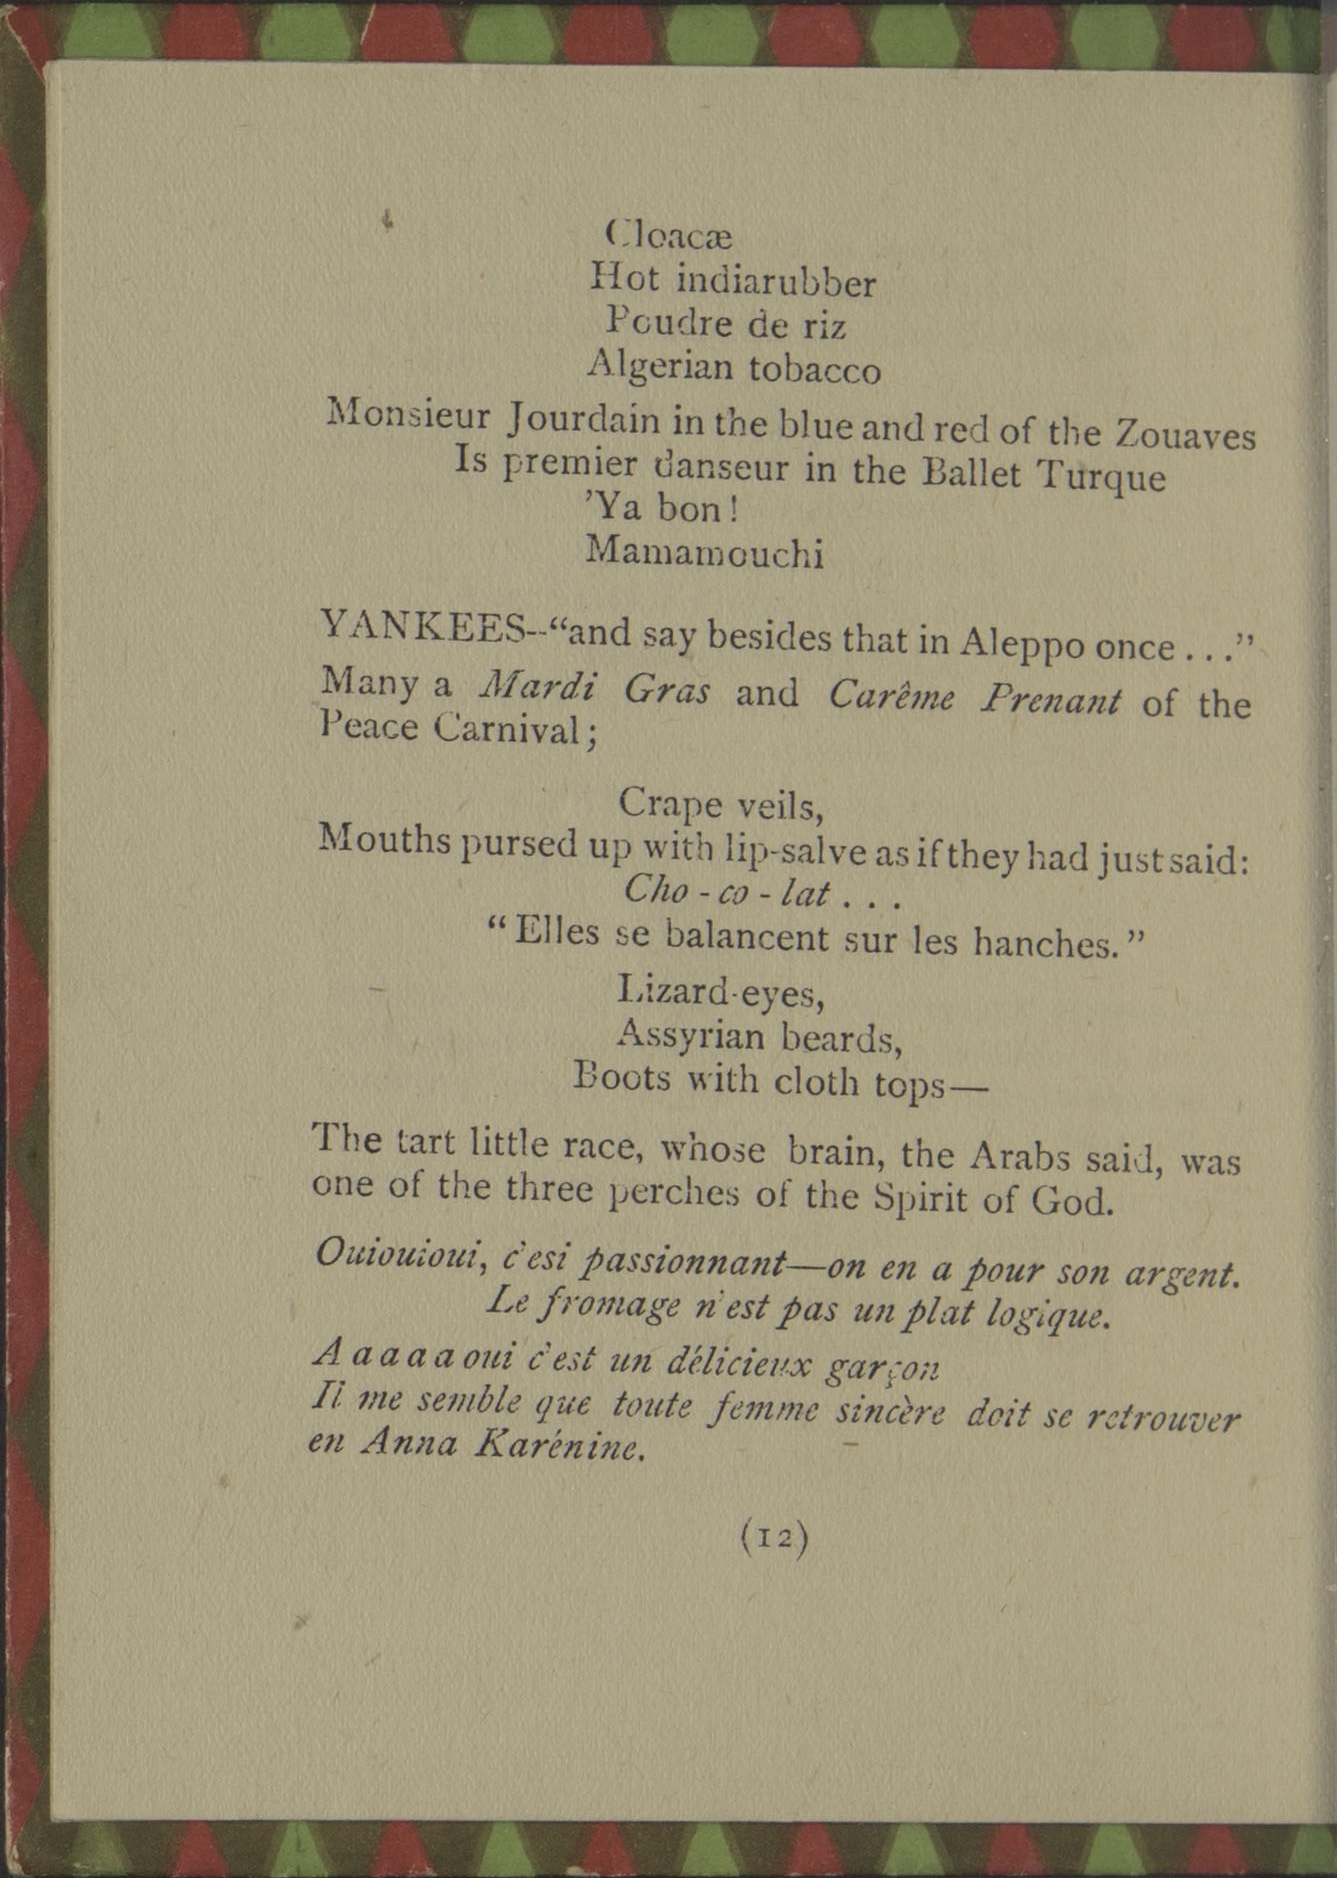 Cloacæ
Hot indiarubber
Poudre de riz
Algerian tobacco
Monsieur Jourdain in the blue and red of the Zouaves
Is premier danseur in the Ballet Turque
’Ya bon!
Mamamouchi
YANKEES--“and say besides that in Aleppo once . . .”
Many a Mardi Gras and Carême Prenant of the
Peace Carnival;
Crape veils,
Mouths pursed up with lip-salve as if they had just said:
Cho - co - lat . . .
“Elles se balancent sur les hanches.”
Lizard-eyes,
Assyrian beards,
Boots with cloth tops—
The tart little race, whose brain, the Arabs said, was
one of the three perches of the Spirit of God.
Ouiouioui, c'est passionnant—on en a pour son argent.
Le fromage n'est pas un plat logique.
A a a a a oui c'est un délicieux garçon
Il me semble que toute femme sincère doit se retrouver
en Anna Karénine.
(12)